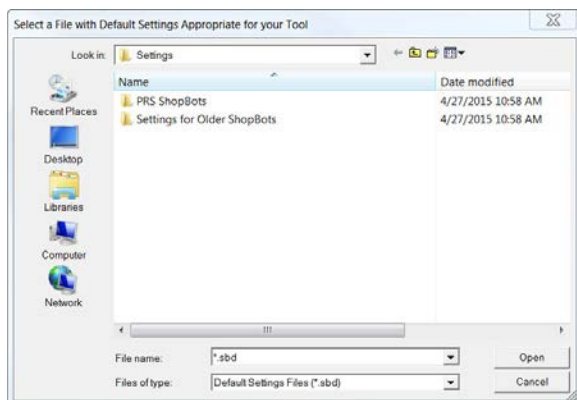 Select a File with Default Settings Appropriate for your Tool
Look in: Settings
Name Date modified
PRS ShopBots 4/27/2015 10:58 AM
Settings for Older ShopBots 4/27/2015 10:58 AM
Recent Places
Desktop
Libraries
Computer
Network
File name: *.sbd Open
Files of type: Default Settings Files (*.sbd) Cancel